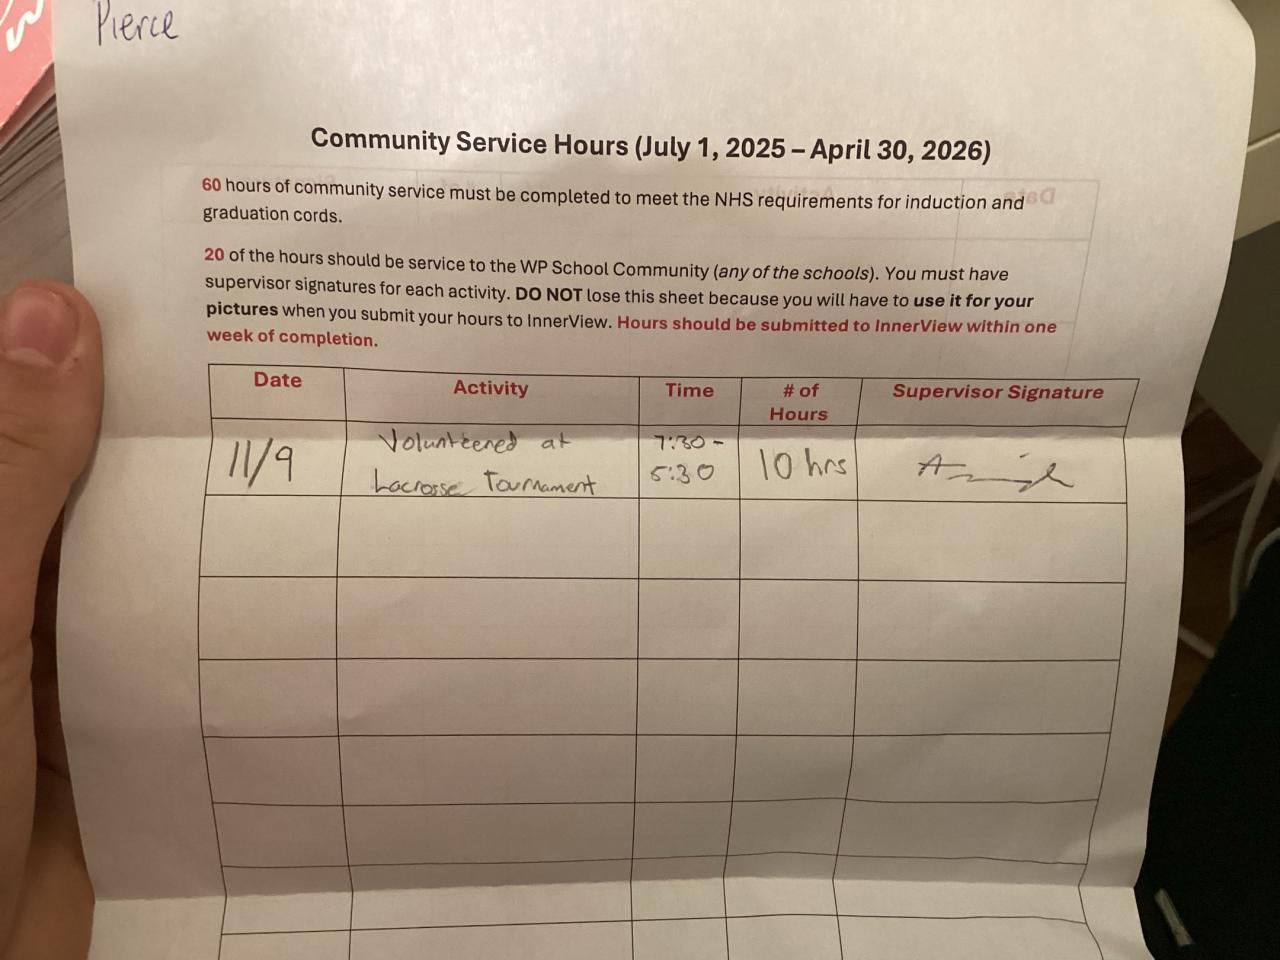 Pierce
Community Service Hours (July 1, 2025 – April 30, 2026)
60 hours of community service must be completed to meet the NHS requirements for induction and
graduation cords.
20 of the hours should be service to the WP School Community (any of the schools). You must have
supervisor signatures for each activity. DO NOT lose this sheet because you will have to use it for your
pictures when you submit your hours to InnerView. Hours should be submitted to InnerView within one
week of completion.
Date Activity Time # of Hours Supervisor Signature
11/9 Volunteered at Lacrosse Tournament 7:30 - 5:30 10 hrs